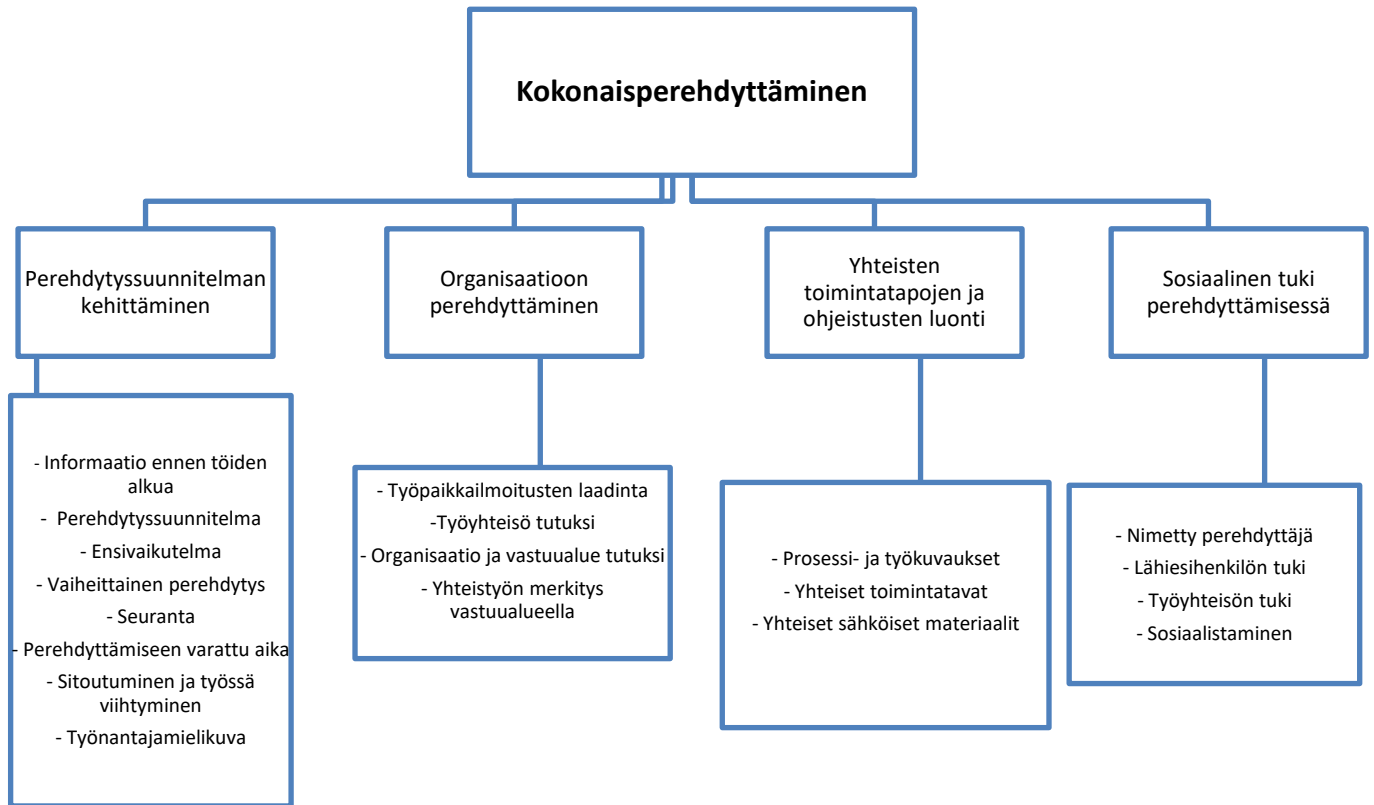 Kokonaisperehdyttäminen
Perehdytyssuunnitelman
kehittäminen
Organisaatioon
perehdyttäminen
Yhteisten
toimintatapojen ja
ohjeistusten luonti
Sosiaalinen tuki
perehdyttämisessä
- Informaatio ennen töiden
alkua
- Perehdytyssuunnitelma
- Ensivaikutelma
- Vaiheittainen perehdytys
- Seuranta
- Perehdyttämiseen varattu aika
- Sitoutuminen ja työssä
viihtyminen
- Työnantajamielikuva
- Työpaikkailmoitusten laadinta
-Työyhteisö tutuksi
- Organisaatio ja vastuualue tutuksi
- Yhteistyön merkitys
vastuualueella
- Prosessi- ja työkuvaukset
- Yhteiset toimintatavat
- Yhteiset sähköiset materiaalit
- Nimetty perehdyttäjä
- Lähiesihenkilön tuki
- Työyhteisön tuki
- Sosiaalistaminen